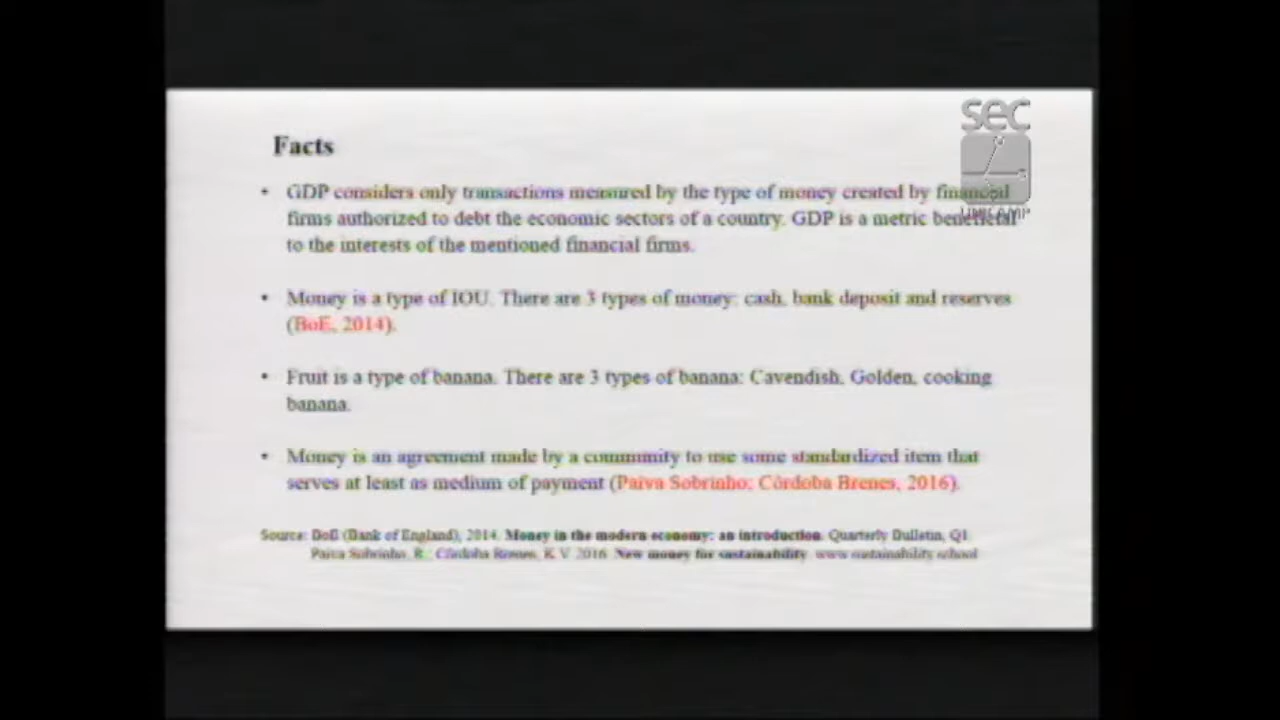 sec
UNICAMP
Facts
• GDP considers only transactions measured by the type of money created by financial
firms authorized to debt the economic sectors of a country. GDP is a metric beneficial
to the interests of the mentioned financial firms.
• Money is a type of IOU. There are 3 types of money: cash, bank deposit and reserves
(BoE, 2014).
• Fruit is a type of banana. There are 3 types of banana: Cavendish, Golden, cooking
banana.
• Money is an agreement made by a community to use some standardized item that
serves at least as medium of payment (Paiva Sobrinho; Córdoba Brenes, 2016).
Source: BoE (Bank of England), 2014. Money in the modern economy: an introduction. Quarterly Bulletin, Q1.
Paiva Sobrinho, R.; Córdoba Brenes, K.V. 2016. New money for sustainability. www.sustainability.school